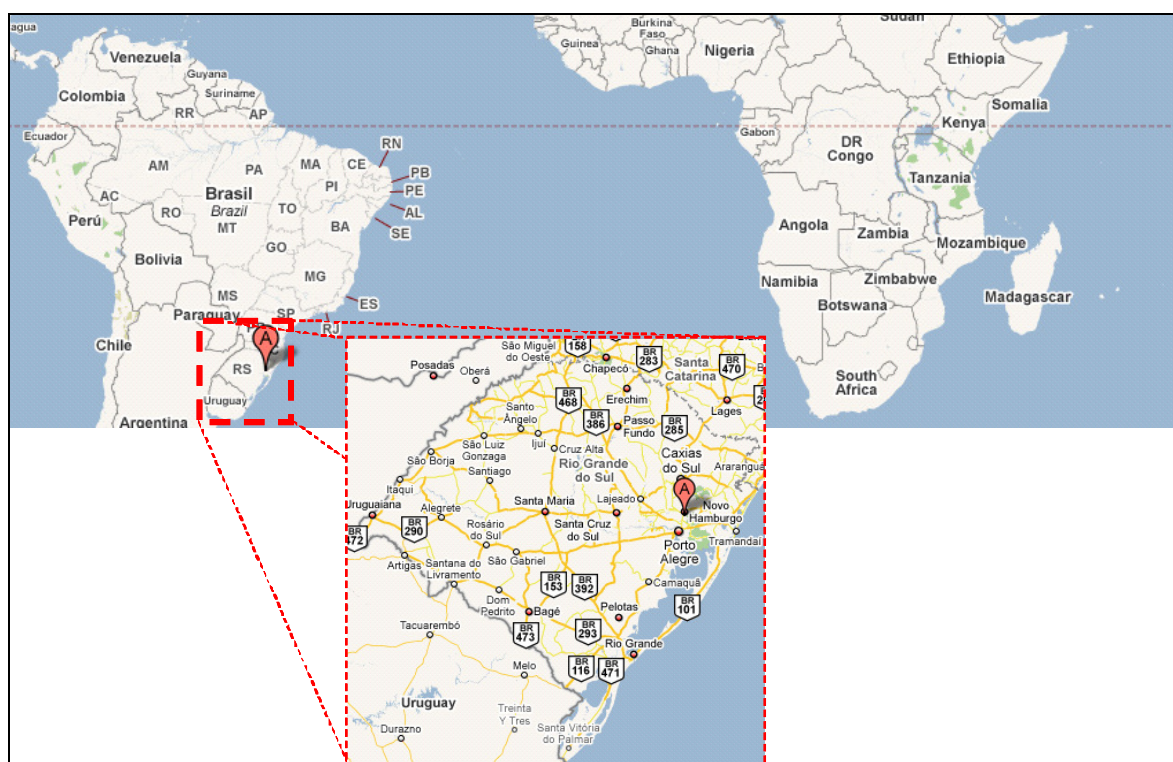 agua
Venezuela
Guyana
Suriname
Colombia
RR
AP
Ecuador
AM
PA
MA
CE
RN
PB
PI
PE
AC
Brasil
Brazil
TO
AL
Perú
RO
MT
BA
SE
GO
Bolivia
MG
MS
ES
Paraguay
SP
RJ
A
Chile
RS
Uruguay
Argentina
Burkina
Faso
Guinea
Ghana
Nigeria
Sudan
Ethiopia
Somalia
Gabon
Kenya
DR
Congo
Tanzania
Angola
Zambia
Mozambique
Namibia
Zimbabwe
Botswana
Madagascar
South
Africa
São Miguel
do Oeste
BR
158
BR
283
Santa
Catarina
BR
470
Posadas
Oberá
Chapecó
Erechim
BR
468
Lages
Santo
Ângelo
BR
386
Passo
Fundo
BR
285
São Luiz
Gonzaga
Ijuí
Cruz Alta
Caxias
do Sul
São Borja
Rio Grande
do Sul
Araranguá
Santiago
Itaqui
A
Lajeado
Uruguaiana
Alegrete
Santa Maria
Novo
Hamburgo
BR
472
BR
290
Rosário
do Sul
Santa Cruz
do Sul
Porto
Alegre
Tramandaí
Artigas
Santana do
Livramento
São Gabriel
BR
153
BR
392
Camaquã
Dom
Pedrito
Bagé
Pelotas
BR
101
Tacuarembó
BR
473
BR
293
Rio Grande
Melo
BR
116
BR
471
Uruguay
Treinta
Y Tres
Durazno
Santa Vitória
do Palmar